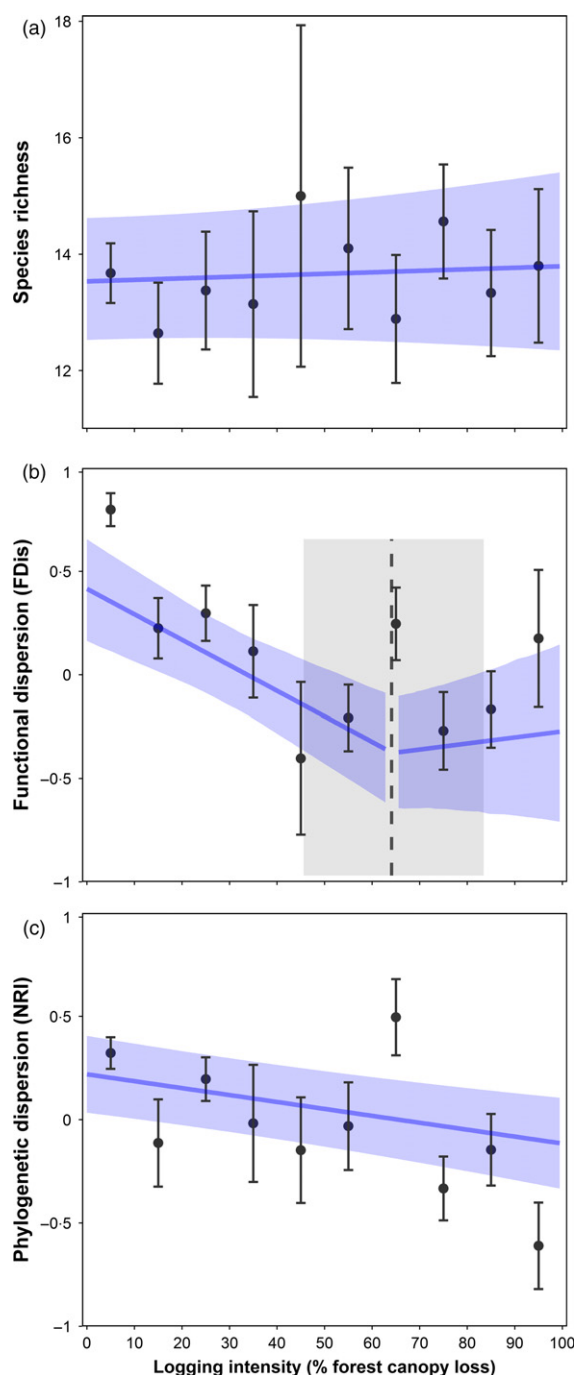 (a)
18
16
14
12
Species richness
(b)
1
0·5
0
−0·5
−1
Functional dispersion (FDis)
(c)
1
0·5
0
−0·5
−1
Phylogenetic dispersion (NRI)
0 10 20 30 40 50 60 70 80 90 100
Logging intensity (% forest canopy loss)